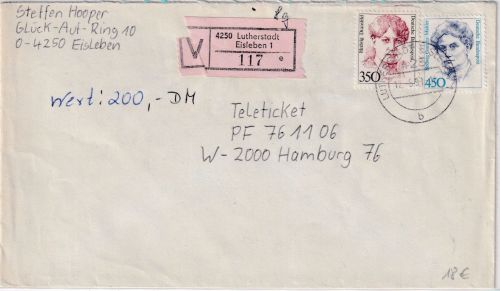 Steffen Hooper
Glück-Auf-Ring 10
O-4250 Eisleben
V
4250 Lutherstadt
Eisleben 1
117 e
Wert: 200,- DM
Teleticket
PF 76 11 06
W-2000 Hamburg 76
Deutsche Bundespost
350
Deutsche Bundespost
450
b
18€